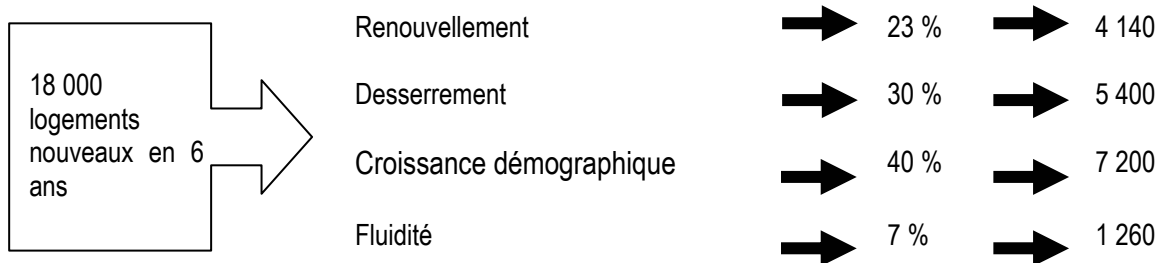 18 000
logements
nouveaux en 6
ans
Renouvellement 23 % 4 140
Desserrement 30 % 5 400
Croissance démographique 40 % 7 200
Fluidité 7 % 1 260